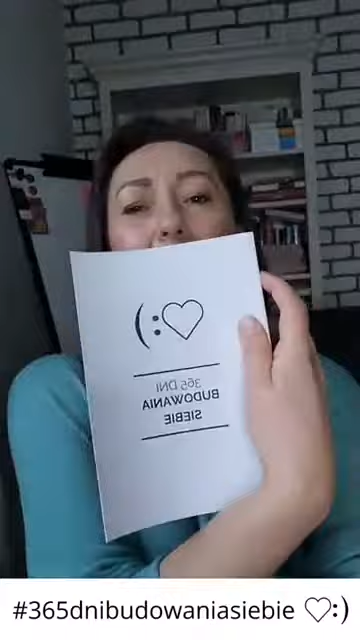 (:♡
365 DNI
BUDOWANIA
SIEBIE
#365dnibudowaniasiebie ♡:)